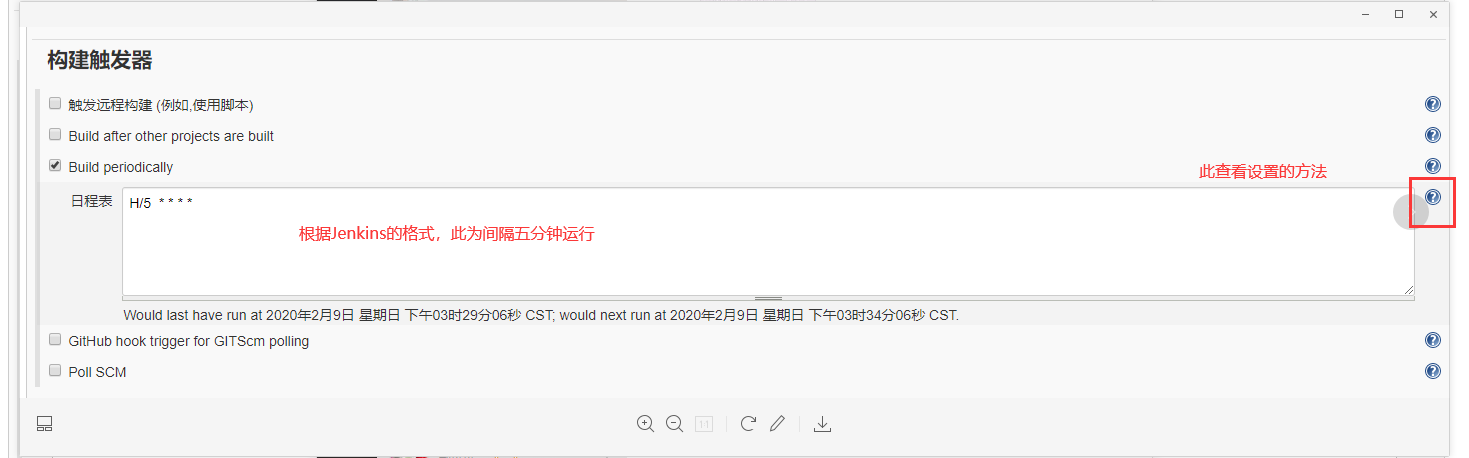 构建触发器
触发远程构建 (例如,使用脚本)
Build after other projects are built
Build periodically
此查看设置的方法
日程表
H/5 * * * *
根据Jenkins的格式，此为间隔五分钟运行
Would last have run at 2020年2月9日 星期日 下午03时29分06秒 CST; would next run at 2020年2月9日 星期日 下午03时34分06秒 CST.
GitHub hook trigger for GITScm polling
Poll SCM
1:1